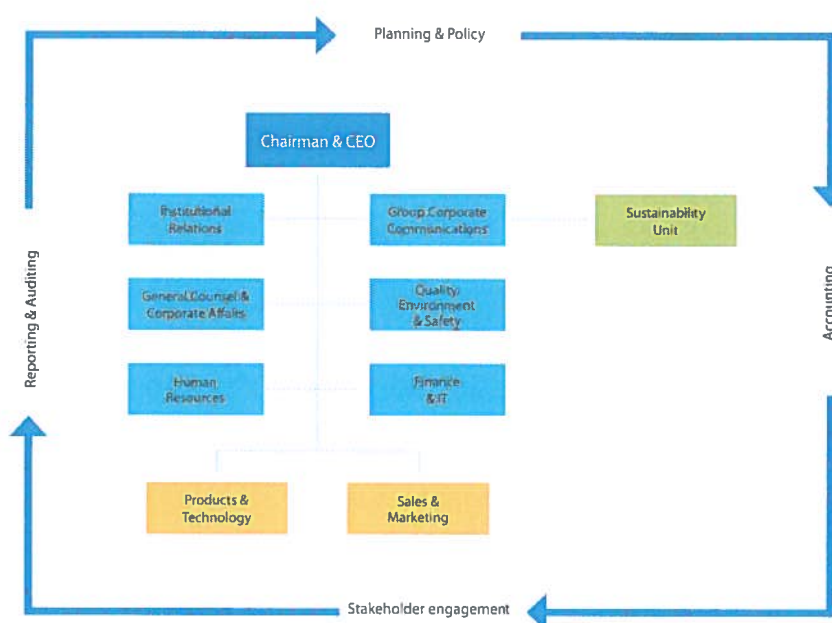 Planning & Policy
Chairman & CEO
Institutional
Relations
Group Corporate
Communications
Sustainability
Unit
General Counsel &
Corporate Affairs
Quality,
Environment
& Safety
Human
Resources
Finance
& IT
Products &
Technology
Sales &
Marketing
Reporting & Auditing
Accounting
Stakeholder engagement